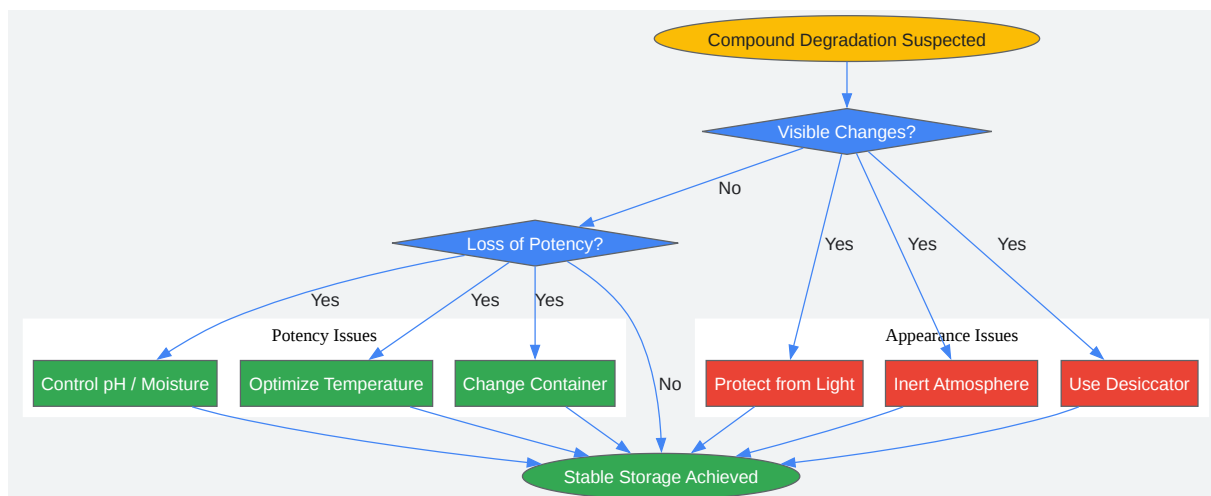 Compound Degradation Suspected
Visible Changes?
No
Loss of Potency?
Yes
Yes
Yes
Yes
Yes
Yes
Potency Issues
Appearance Issues
Control pH / Moisture
Optimize Temperature
Change Container
No
Protect from Light
Inert Atmosphere
Use Desiccator
Stable Storage Achieved